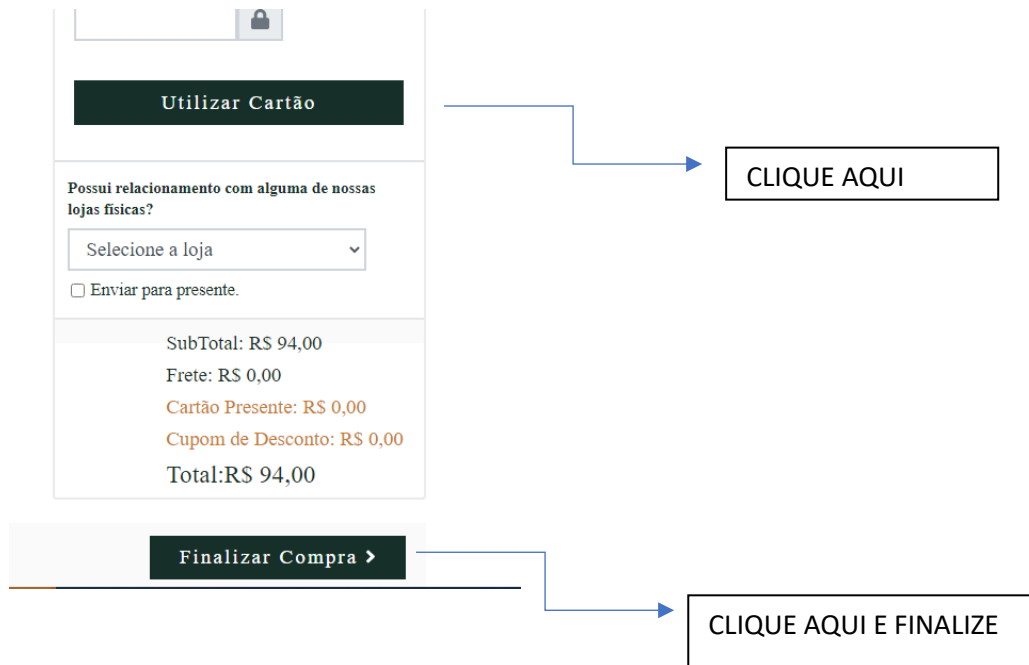 Utilizar Cartão
CLIQUE AQUI
Possui relacionamento com alguma de nossas
lojas físicas?
Selecione a loja
Enviar para presente.
SubTotal: R$ 94,00
Frete: R$ 0,00
Cartão Presente: R$ 0,00
Cupom de Desconto: R$ 0,00
Total:R$ 94,00
Finalizar Compra
CLIQUE AQUI E FINALIZE